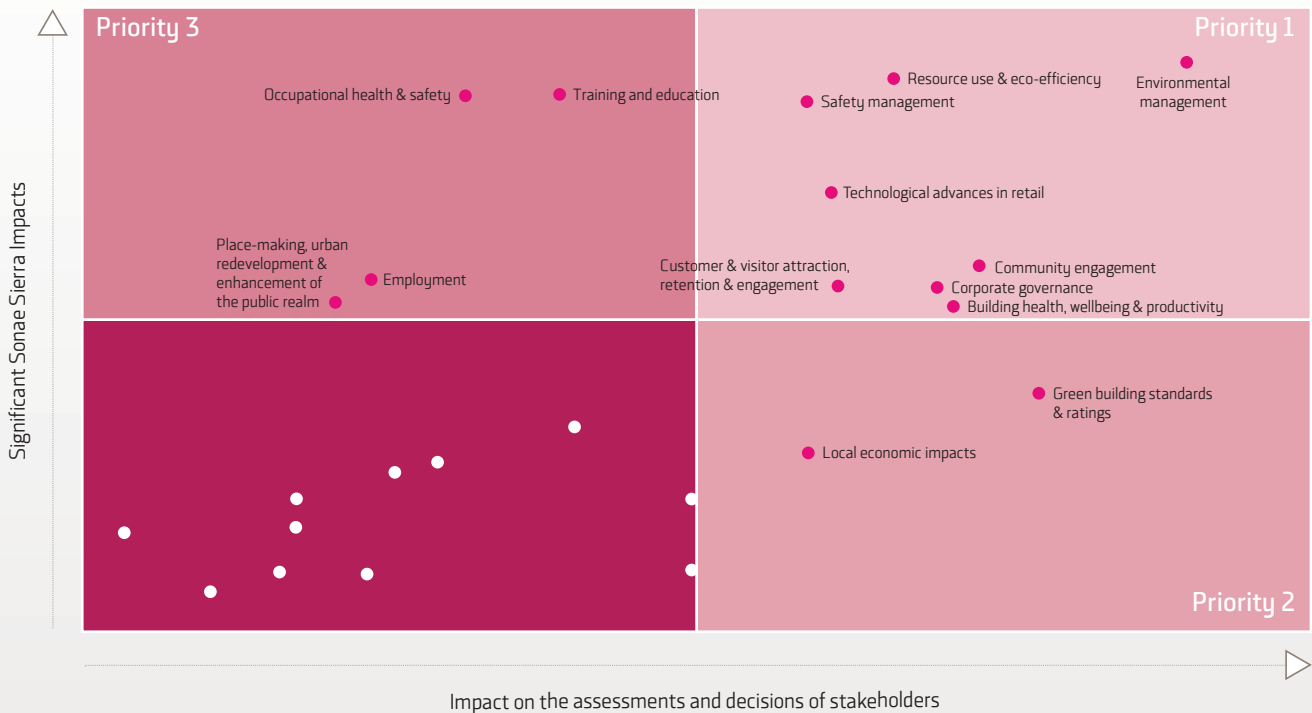 Priority 3
Priority 1
Resource use & eco-efficiency
Environmental
management
Occupational health & safety
Training and education
Safety management
Technological advances in retail
Place-making, urban
redevelopment &
enhancement of
the public realm
Employment
Customer & visitor attraction,
retention & engagement
Community engagement
Corporate governance
Building health, wellbeing & productivity
Green building standards
& ratings
Local economic impacts
Priority 2
Significant Sonae Sierra Impacts
Impact on the assessments and decisions of stakeholders